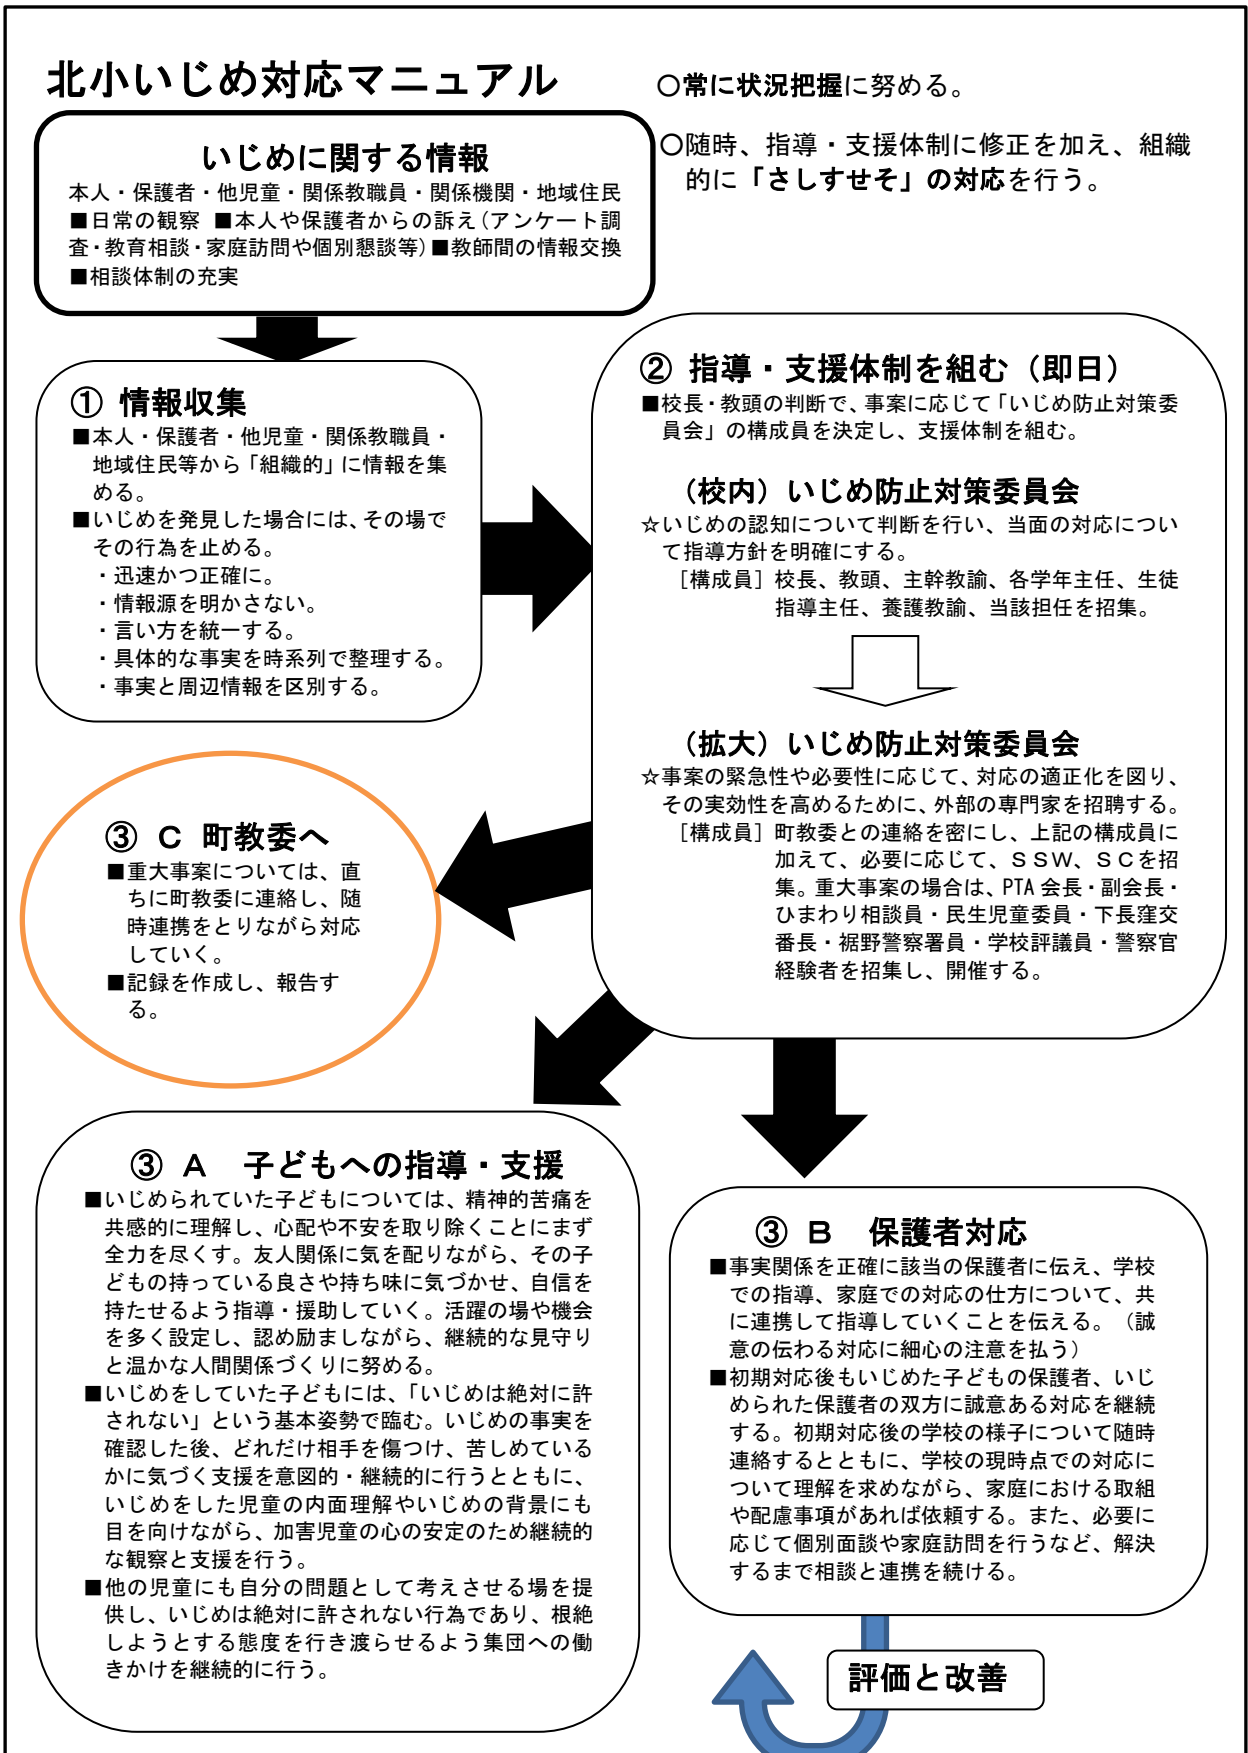 北小いじめ対応マニュアル
〇常に状況把握に努める。
〇随時、指導・支援体制に修正を加え、組織
的に「さしすせそ」の対応を行う。
いじめに関する情報
本人・保護者・他児童・関係教職員・関係機関・地域住民
■日常の観察 ■本人や保護者からの訴え（アンケート調
査・教育相談・家庭訪問や個別懇談等）■教師間の情報交換
■相談体制の充実
① 情報収集
■本人・保護者・他児童・関係教職員・
地域住民等から「組織的」に情報を集
める。
■いじめを発見した場合には、その場で
その行為を止める。
・迅速かつ正確に。
・情報源を明かさない。
・言い方を統一する。
・具体的な事実を時系列で整理する。
・事実と周辺情報を区別する。
② 指導・支援体制を組む（即日）
■校長・教頭の判断で、事案に応じて「いじめ防止対策委
員会」の構成員を決定し、支援体制を組む。
（校内）いじめ防止対策委員会
☆いじめの認知について判断を行い、当面の対応につい
て指導方針を明確にする。
［構成員］校長、教頭、主幹教諭、各学年主任、生徒
指導主任、養護教諭、当該担任を招集。
（拡大）いじめ防止対策委員会
☆事案の緊急性や必要性に応じて、対応の適正化を図り、
その実効性を高めるために、外部の専門家を招聘する。
［構成員］町教委との連絡を密にし、上記の構成員に
加えて、必要に応じて、ＳＳＷ、ＳＣを招
集。重大事案の場合は、PTA 会長・副会長・
ひまわり相談員・民生児童委員・下長窪交
番長・裾野警察署員・学校評議員・警察官
経験者を招集し、開催する。
③ Ｃ 町教委へ
■重大事案については、直
ちに町教委に連絡し、随
時連携をとりながら対応
していく。
■記録を作成し、報告す
る。
③ Ａ 子どもへの指導・支援
■いじめられていた子どもについては、精神的苦痛を
共感的に理解し、心配や不安を取り除くことにまず
全力を尽くす。友人関係に気を配りながら、その子
どもの持っている良さや持ち味に気づかせ、自信を
持たせるよう指導・援助していく。活躍の場や機会
を多く設定し、認め励ましながら、継続的な見守り
と温かな人間関係づくりに努める。
■いじめをしていた子どもには、「いじめは絶対に許
されない」という基本姿勢で臨む。いじめの事実を
確認した後、どれだけ相手を傷つけ、苦しめている
かに気づく支援を意図的・継続的に行うとともに、
いじめをした児童の内面理解やいじめの背景にも
目を向けながら、加害児童の心の安定のため継続的
な観察と支援を行う。
■他の児童にも自分の問題として考えさせる場を提
供し、いじめは絶対に許されない行為であり、根絶
しようとする態度を行き渡らせるよう集団への働
きかけを継続的に行う。
③ Ｂ 保護者対応
■事実関係を正確に該当の保護者に伝え、学校
での指導、家庭での対応の仕方について、共
に連携して指導していくことを伝える。（誠
意の伝わる対応に細心の注意を払う）
■初期対応後もいじめた子どもの保護者、いじ
められた保護者の双方に誠意ある対応を継続
する。初期対応後の学校の様子について随時
連絡するとともに、学校の現時点での対応に
ついて理解を求めながら、家庭における取組
や配慮事項があれば依頼する。また、必要に
応じて個別面談や家庭訪問を行うなど、解決
するまで相談と連携を続ける。
評価と改善